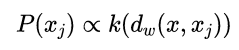 P(x_j) ∝ k(d_w(x, x_j))